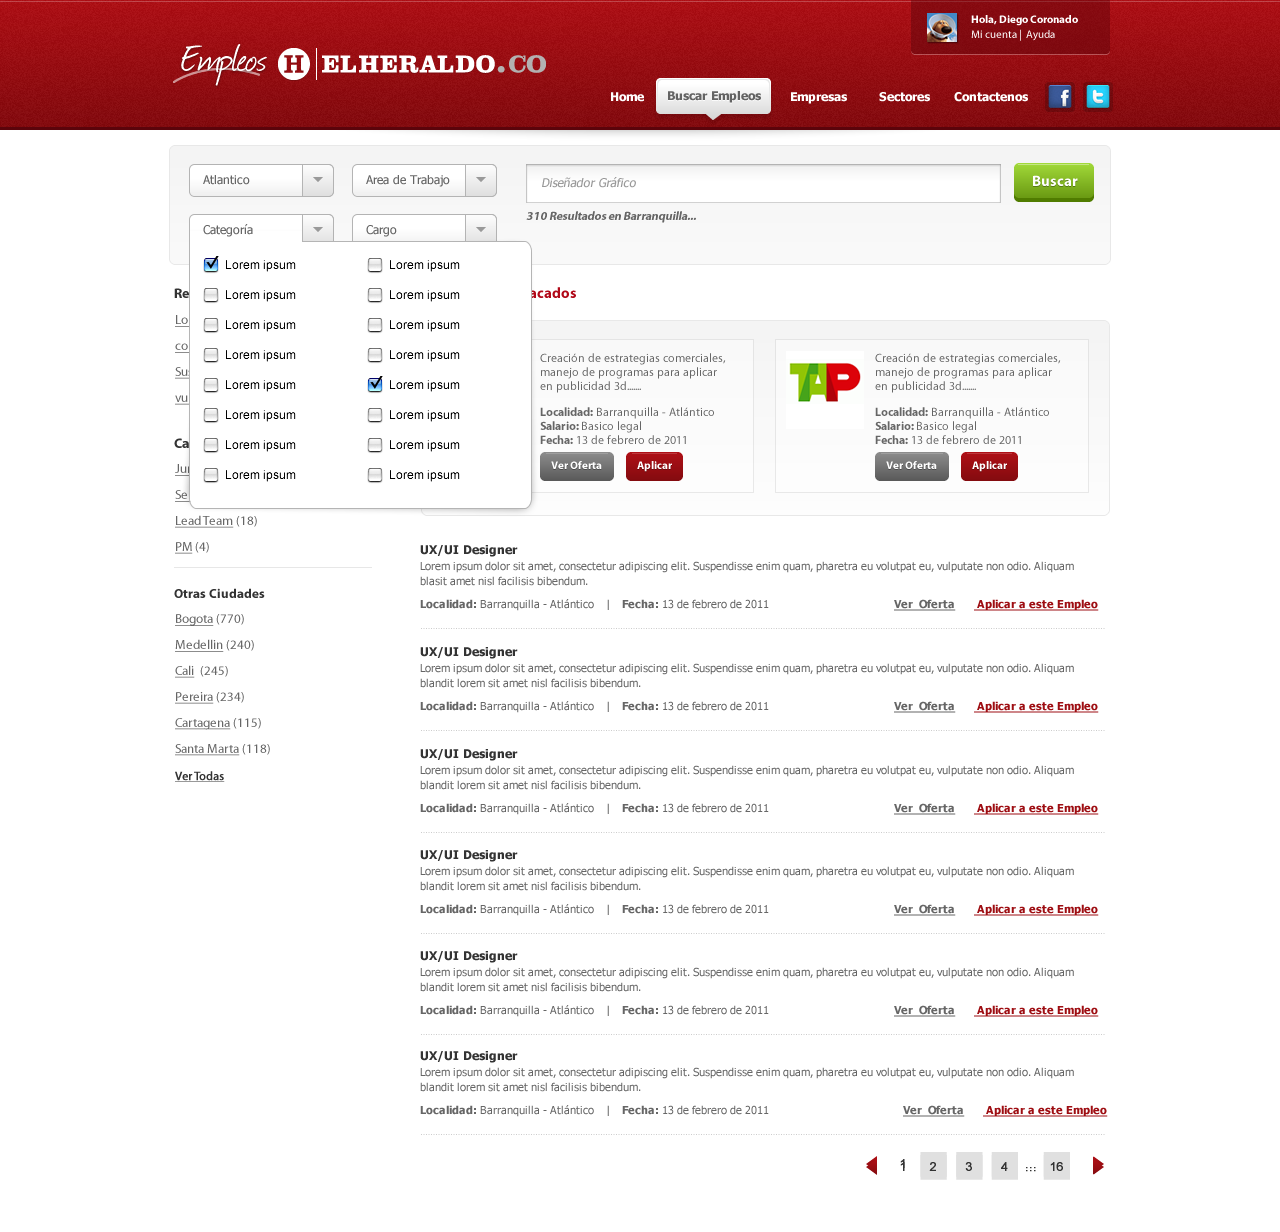 Hola, Diego Coronado
Mi cuenta | Ayuda
Empleos H ELHERALDO.CO
Home Buscar Empleos Empresas Sectores Contactenos
Atlantico Area de Trabajo Diseñador Gráfico Buscar
310 Resultados en Barranquilla...
Categoría Cargo
Lorem ipsum Lorem ipsum
Lorem ipsum Lorem ipsum
Lorem ipsum Lorem ipsum
Lorem ipsum Lorem ipsum
Lorem ipsum Lorem ipsum
Lorem ipsum Lorem ipsum
Lorem ipsum Lorem ipsum
Lorem ipsum Lorem ipsum
Lead Team (18)
PM (4)
Otras Ciudades
Bogota (770)
Medellin (240)
Cali (245)
Pereira (234)
Cartagena (115)
Santa Marta (118)
Ver Todas
acados
Creación de estrategias comerciales,
manejo de programas para aplicar
en publicidad 3d.......
Localidad: Barranquilla - Atlántico
Salario: Basico legal
Fecha: 13 de febrero de 2011
Ver Oferta Aplicar
TAP
Creación de estrategias comerciales,
manejo de programas para aplicar
en publicidad 3d.......
Localidad: Barranquilla - Atlántico
Salario: Basico legal
Fecha: 13 de febrero de 2011
Ver Oferta Aplicar
UX/UI Designer
Lorem ipsum dolor sit amet, consectetur adipiscing elit. Suspendisse enim quam, pharetra eu volutpat eu, vulputate non odio. Aliquam
blasit amet nisl facilisis bibendum.
Localidad: Barranquilla - Atlántico | Fecha: 13 de febrero de 2011 Ver Oferta Aplicar a este Empleo
UX/UI Designer
Lorem ipsum dolor sit amet, consectetur adipiscing elit. Suspendisse enim quam, pharetra eu volutpat eu, vulputate non odio. Aliquam
blandit lorem sit amet nisl facilisis bibendum.
Localidad: Barranquilla - Atlántico | Fecha: 13 de febrero de 2011 Ver Oferta Aplicar a este Empleo
UX/UI Designer
Lorem ipsum dolor sit amet, consectetur adipiscing elit. Suspendisse enim quam, pharetra eu volutpat eu, vulputate non odio. Aliquam
blandit lorem sit amet nisl facilisis bibendum.
Localidad: Barranquilla - Atlántico | Fecha: 13 de febrero de 2011 Ver Oferta Aplicar a este Empleo
UX/UI Designer
Lorem ipsum dolor sit amet, consectetur adipiscing elit. Suspendisse enim quam, pharetra eu volutpat eu, vulputate non odio. Aliquam
blandit lorem sit amet nisl facilisis bibendum.
Localidad: Barranquilla - Atlántico | Fecha: 13 de febrero de 2011 Ver Oferta Aplicar a este Empleo
UX/UI Designer
Lorem ipsum dolor sit amet, consectetur adipiscing elit. Suspendisse enim quam, pharetra eu volutpat eu, vulputate non odio. Aliquam
blandit lorem sit amet nisl facilisis bibendum.
Localidad: Barranquilla - Atlántico | Fecha: 13 de febrero de 2011 Ver Oferta Aplicar a este Empleo
UX/UI Designer
Lorem ipsum dolor sit amet, consectetur adipiscing elit. Suspendisse enim quam, pharetra eu volutpat eu, vulputate non odio. Aliquam
blandit lorem sit amet nisl facilisis bibendum.
Localidad: Barranquilla - Atlántico | Fecha: 13 de febrero de 2011 Ver Oferta Aplicar a este Empleo
1 2 3 4 ... 16